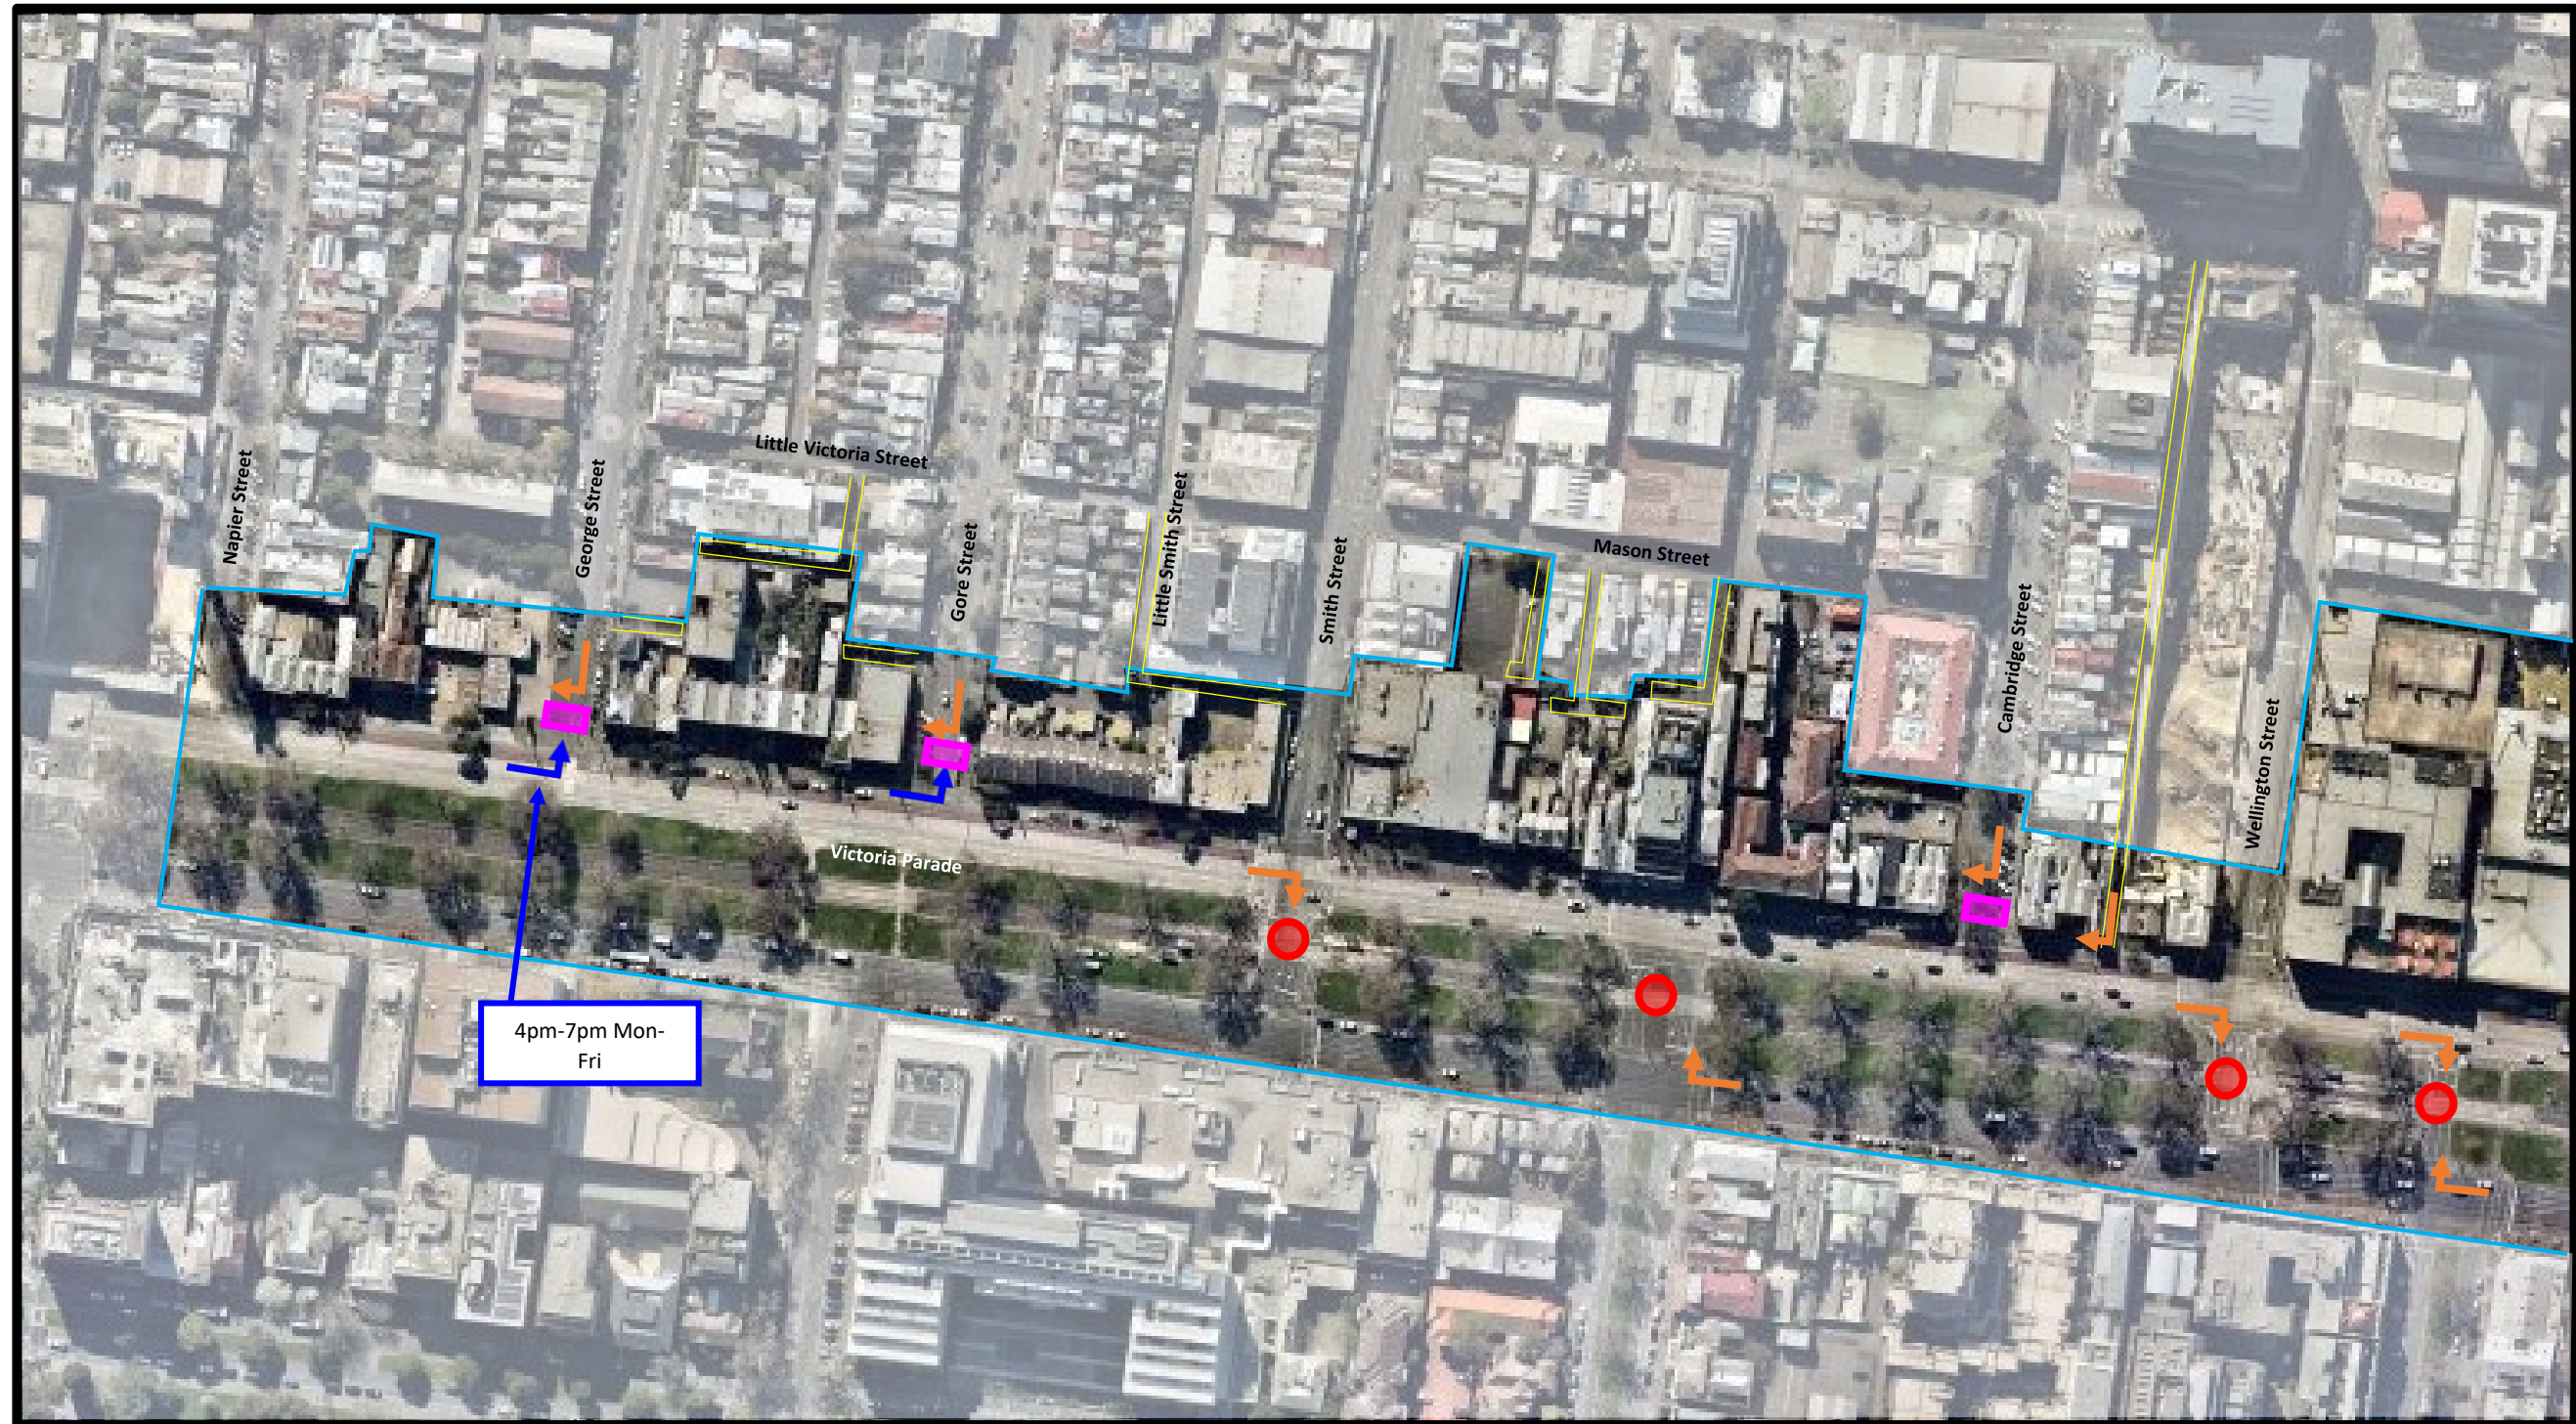 Little Victoria Street
Napier Street
George Street
Gore Street
Little Smith Street
Smith Street
Mason Street
Cambridge Street
Wellington Street
Victoria Parade
4pm-7pm Mon-
Fri